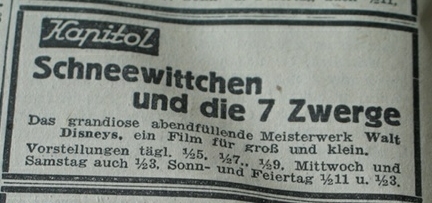 Kapitol
Schneewittchen
und die 7 Zwerge
Das grandiose abendfüllende Meisterwerk Walt
Disneys, ein Film für groß und klein.
Vorstellungen tägl. ½5, ½7., ½9. Mittwoch und
Samstag auch ½3. Sonn- und Feiertag ½11 u. ½3.